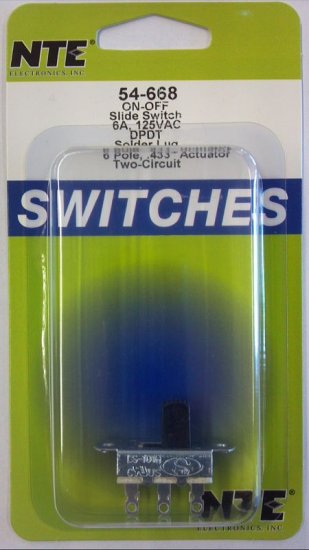 NTE
ELECTRONICS, INC
54-668
ON-OFF
Slide Switch
6A, 125VAC
DPDT
Solder Lug
6 Pole, .433" Actuator
Two-Circuit
SWITCHES
NTE
ELECTRONICS, INC.